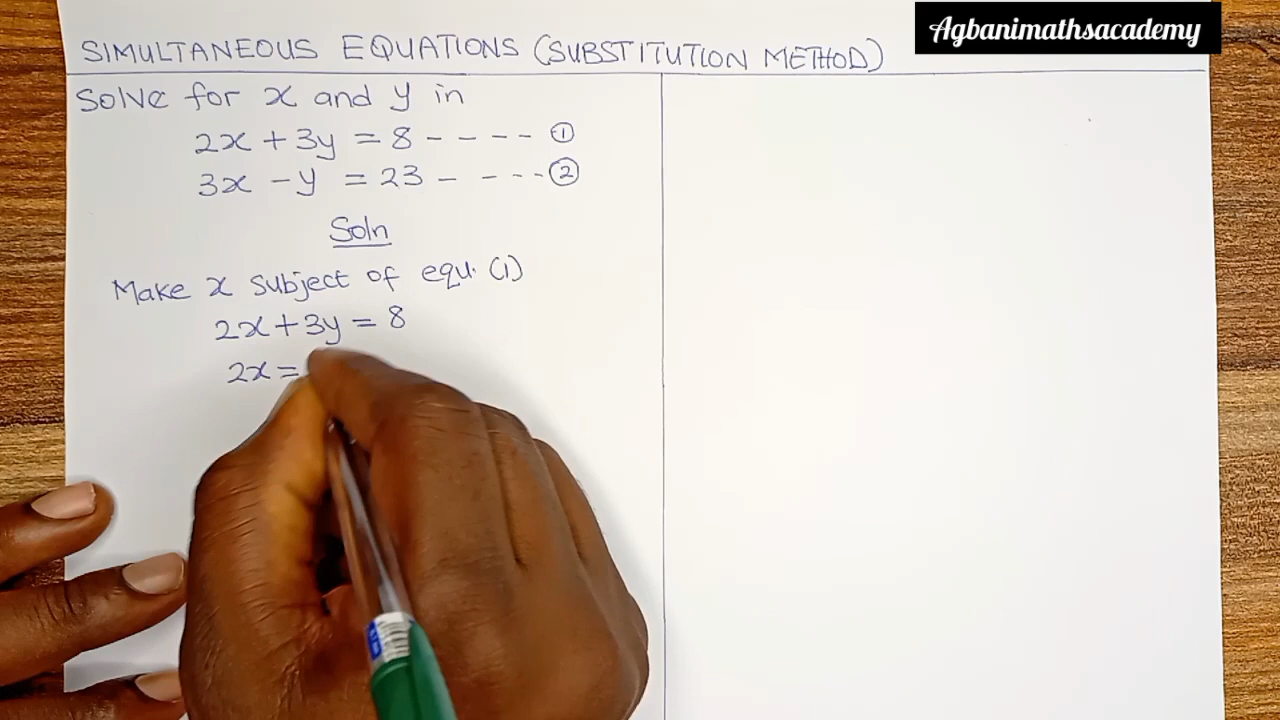 Agbanimathsacademy
SIMULTANEOUS EQUATIONS (SUBSTITUTION METHOD)
Solve for x and y in
2x + 3y = 8 - - - - ①
3x - y = 23 - - - - ②
Soln
Make x subject of equ. (1)
2x + 3y = 8
2x =